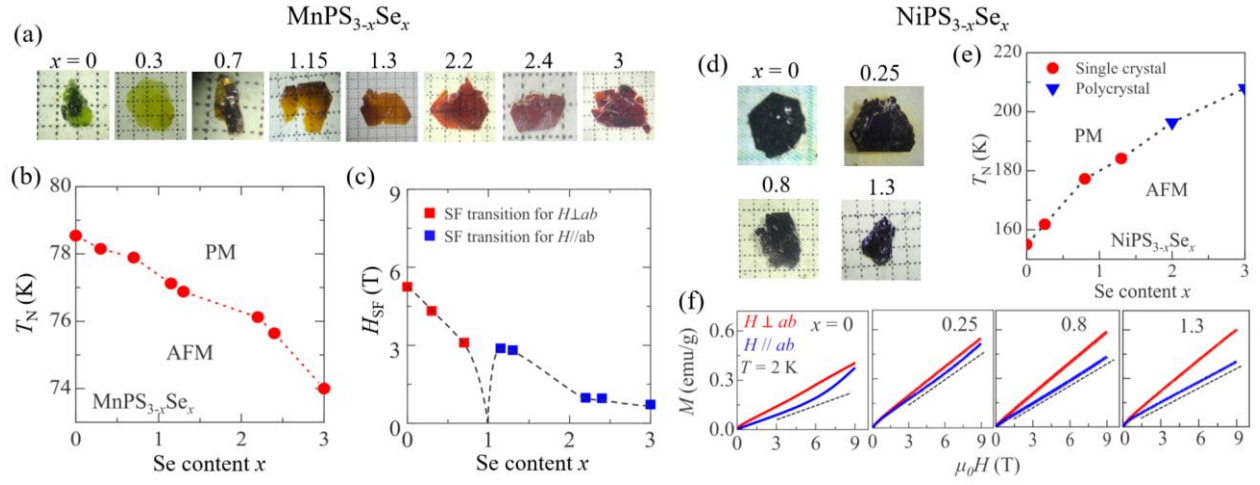 MnPS3-xSex
NiPS3-xSex
(a)
x = 0
0.3
0.7
1.15
1.3
2.2
2.4
3
(b)
80
78
76
74
TN (K)
PM
AFM
MnPS3-xSex
0
1
2
3
Se content x
(c)
9
6
3
0
HSF (T)
SF transition for H⊥ab
SF transition for H//ab
0
1
2
3
Se content x
(d)
x = 0
0.25
0.8
1.3
(e)
220
200
180
160
TN (K)
Single crystal
Polycrystal
PM
AFM
NiPS3-xSex
0
1
2
3
Se content x
(f)
0.6
0.3
0.0
M (emu/g)
H ⊥ ab
x = 0
H // ab
T = 2 K
0.25
0.8
1.3
0
3
6
9
0
3
6
9
0
3
6
9
0
3
6
9
μ0H (T)